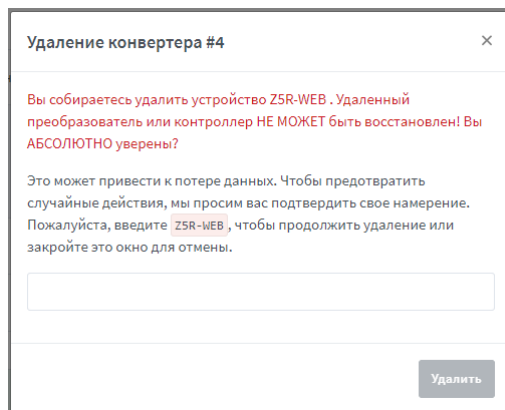 Удаление конвертера #4
×
Вы собираетесь удалить устройство Z5R-WEB . Удаленный
преобразователь или контроллер НЕ МОЖЕТ быть восстановлен! Вы
АБСОЛЮТНО уверены?
Это может привести к потере данных. Чтобы предотвратить
случайные действия, мы просим вас подтвердить свое намерение.
Пожалуйста, введите Z5R-WEB , чтобы продолжить удаление или
закройте это окно для отмены.
Удалить